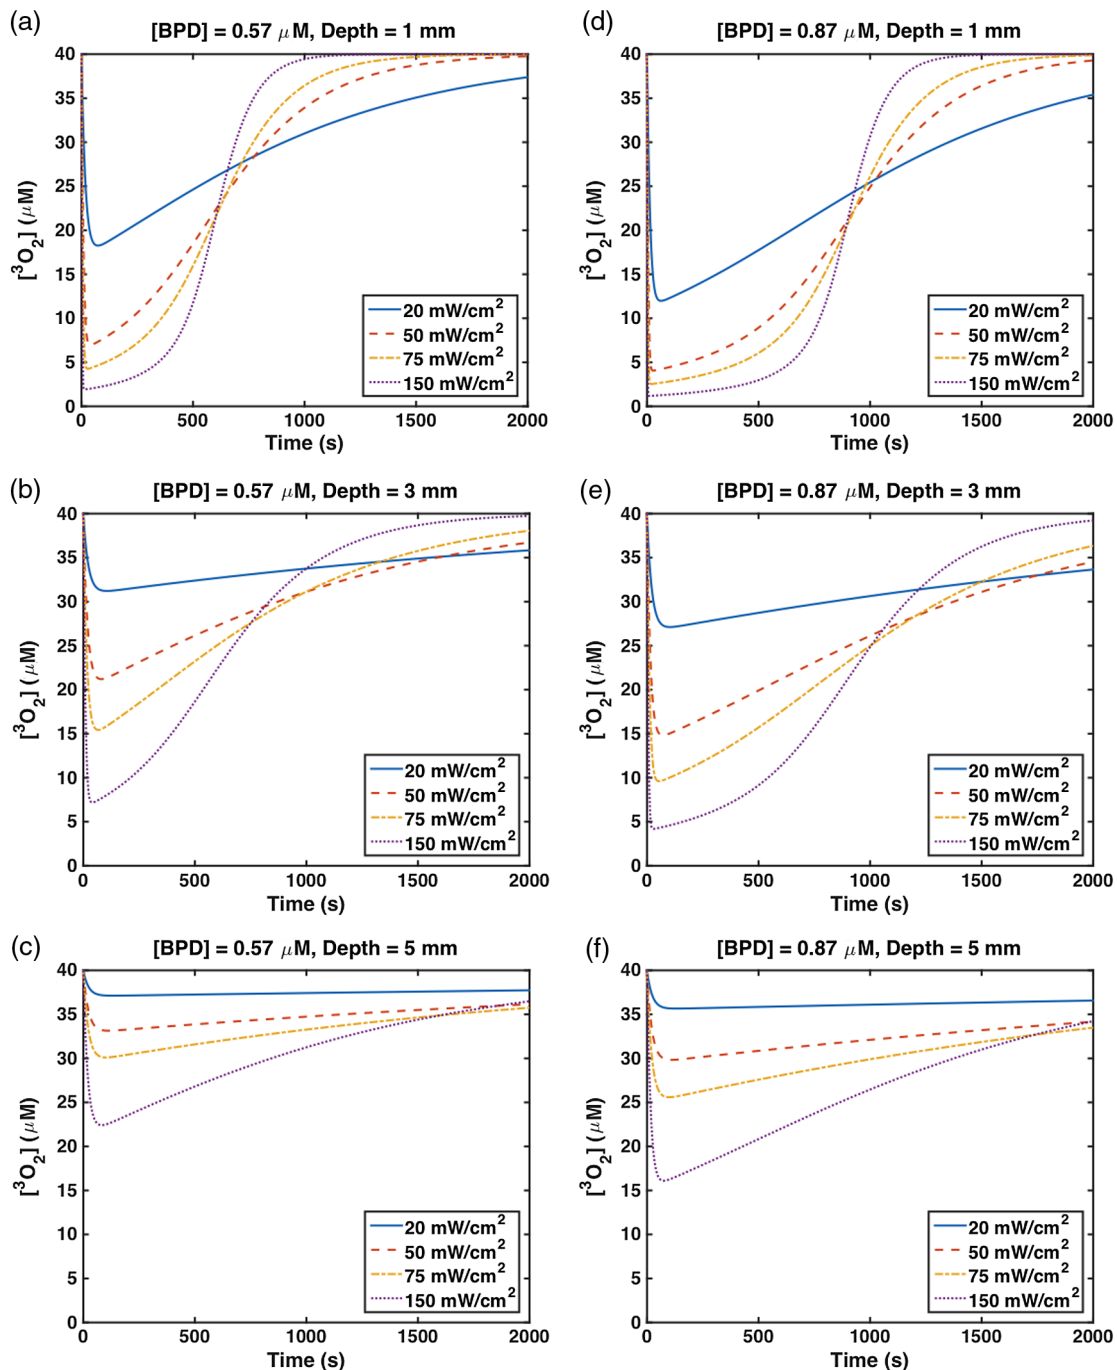 (a)
[BPD] = 0.57 μM, Depth = 1 mm
[³O₂] (μM)
40
35
30
25
20
15
10
5
0
20 mW/cm²
50 mW/cm²
75 mW/cm²
150 mW/cm²
0 500 1000 1500 2000
Time (s)
(d)
[BPD] = 0.87 μM, Depth = 1 mm
[³O₂] (μM)
40
35
30
25
20
15
10
5
0
20 mW/cm²
50 mW/cm²
75 mW/cm²
150 mW/cm²
0 500 1000 1500 2000
Time (s)
(b)
[BPD] = 0.57 μM, Depth = 3 mm
[³O₂] (μM)
40
35
30
25
20
15
10
5
0
20 mW/cm²
50 mW/cm²
75 mW/cm²
150 mW/cm²
0 500 1000 1500 2000
Time (s)
(e)
[BPD] = 0.87 μM, Depth = 3 mm
[³O₂] (μM)
40
35
30
25
20
15
10
5
0
20 mW/cm²
50 mW/cm²
75 mW/cm²
150 mW/cm²
0 500 1000 1500 2000
Time (s)
(c)
[BPD] = 0.57 μM, Depth = 5 mm
[³O₂] (μM)
40
35
30
25
20
15
10
5
0
20 mW/cm²
50 mW/cm²
75 mW/cm²
150 mW/cm²
0 500 1000 1500 2000
Time (s)
(f)
[BPD] = 0.87 μM, Depth = 5 mm
[³O₂] (μM)
40
35
30
25
20
15
10
5
0
20 mW/cm²
50 mW/cm²
75 mW/cm²
150 mW/cm²
0 500 1000 1500 2000
Time (s)